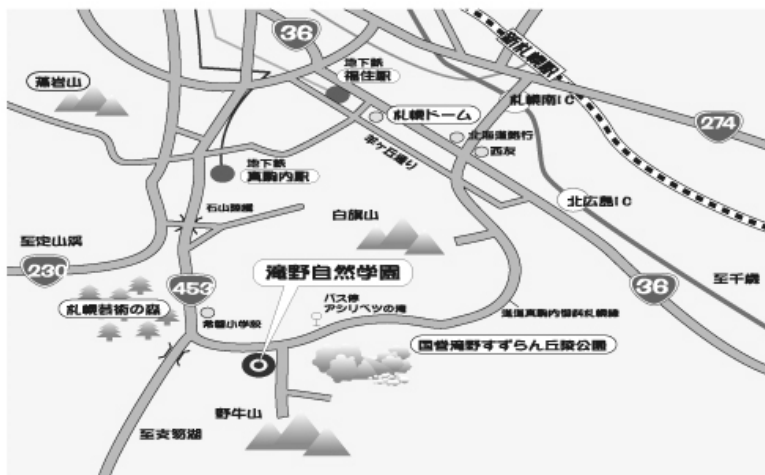 36
新札幌駅
地下鉄
福住駅
藻岩山
札幌ドーム
札幌南IC
274
北海道銀行
西友
羊ヶ丘通り
地下鉄
真駒内駅
北広島IC
石山陸橋
白旗山
至定山渓
230
滝野自然学園
453
至千歳
36
札幌芸術の森
バス停
アシリベツの滝
常盤小学校
道道真駒内御料札幌線
国営滝野すずらん丘陵公園
野牛山
至支笏湖